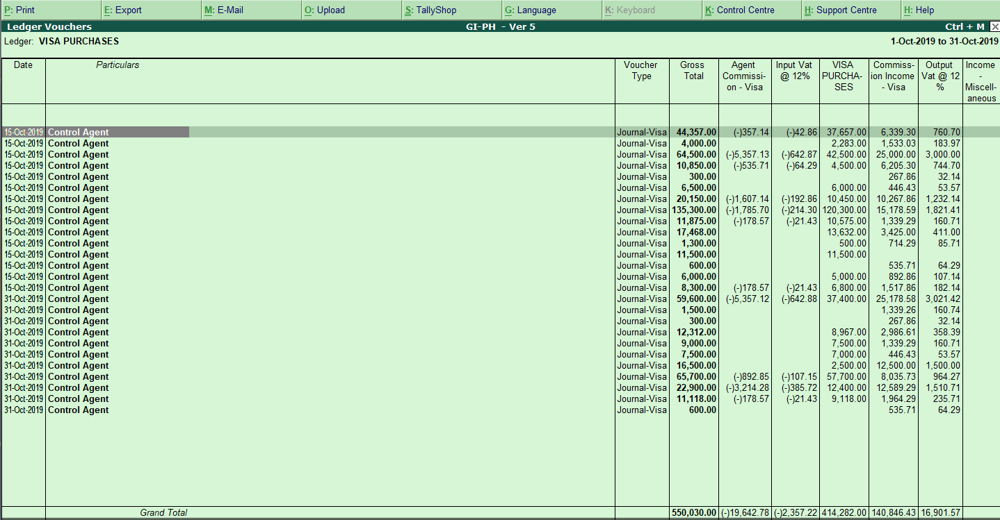 P: Print E: Export M: E-Mail O: Upload S: TallyShop G: Language K: Keyboard K: Control Centre H: Support Centre H: Help
Ledger Vouchers GI-PH - Ver 5 Ctrl + M
Ledger: VISA PURCHASES 1-Oct-2019 to 31-Oct-2019
Date Particulars Voucher Gross Agent Input Vat VISA Commiss- Output Income
Type Total Commissi- @ 12% PURCHA- ion Income Vat @ 12 -
on - Visa SES - Visa % Miscell-
aneous
15-Oct-2019 Control Agent Journal-Visa 44,357.00 (-)357.14 (-)42.86 37,657.00 6,339.30 760.70
15-Oct-2019 Control Agent Journal-Visa 4,000.00 2,283.00 1,533.03 183.97
15-Oct-2019 Control Agent Journal-Visa 64,500.00 (-)5,357.13 (-)642.87 42,500.00 25,000.00 3,000.00
15-Oct-2019 Control Agent Journal-Visa 10,850.00 (-)535.71 (-)64.29 4,500.00 6,205.30 744.70
15-Oct-2019 Control Agent Journal-Visa 300.00 267.86 32.14
15-Oct-2019 Control Agent Journal-Visa 6,500.00 6,000.00 446.43 53.57
15-Oct-2019 Control Agent Journal-Visa 20,150.00 (-)1,607.14 (-)192.86 10,450.00 10,267.86 1,232.14
15-Oct-2019 Control Agent Journal-Visa 135,300.00 (-)1,785.70 (-)214.30 120,300.00 15,178.59 1,821.41
15-Oct-2019 Control Agent Journal-Visa 11,875.00 (-)178.57 (-)21.43 10,575.00 1,339.29 160.71
15-Oct-2019 Control Agent Journal-Visa 17,468.00 13,632.00 3,425.00 411.00
15-Oct-2019 Control Agent Journal-Visa 1,300.00 500.00 714.29 85.71
15-Oct-2019 Control Agent Journal-Visa 11,500.00 11,500.00
15-Oct-2019 Control Agent Journal-Visa 600.00 535.71 64.29
15-Oct-2019 Control Agent Journal-Visa 6,000.00 5,000.00 892.86 107.14
15-Oct-2019 Control Agent Journal-Visa 8,300.00 (-)178.57 (-)21.43 6,800.00 1,517.86 182.14
31-Oct-2019 Control Agent Journal-Visa 59,600.00 (-)5,357.12 (-)642.88 37,400.00 25,178.58 3,021.42
31-Oct-2019 Control Agent Journal-Visa 1,500.00 1,339.26 160.74
31-Oct-2019 Control Agent Journal-Visa 300.00 267.86 32.14
31-Oct-2019 Control Agent Journal-Visa 12,312.00 8,967.00 2,986.61 358.39
31-Oct-2019 Control Agent Journal-Visa 9,000.00 7,500.00 1,339.29 160.71
31-Oct-2019 Control Agent Journal-Visa 7,500.00 7,000.00 446.43 53.57
31-Oct-2019 Control Agent Journal-Visa 16,500.00 2,500.00 12,500.00 1,500.00
31-Oct-2019 Control Agent Journal-Visa 65,700.00 (-)892.85 (-)107.15 57,700.00 8,035.73 964.27
31-Oct-2019 Control Agent Journal-Visa 22,900.00 (-)3,214.28 (-)385.72 12,400.00 12,589.29 1,510.71
31-Oct-2019 Control Agent Journal-Visa 11,118.00 (-)178.57 (-)21.43 9,118.00 1,964.29 235.71
31-Oct-2019 Control Agent Journal-Visa 600.00 535.71 64.29
Grand Total 550,030.00 (-)19,642.78 (-)2,357.22 414,282.00 140,846.43 16,901.57